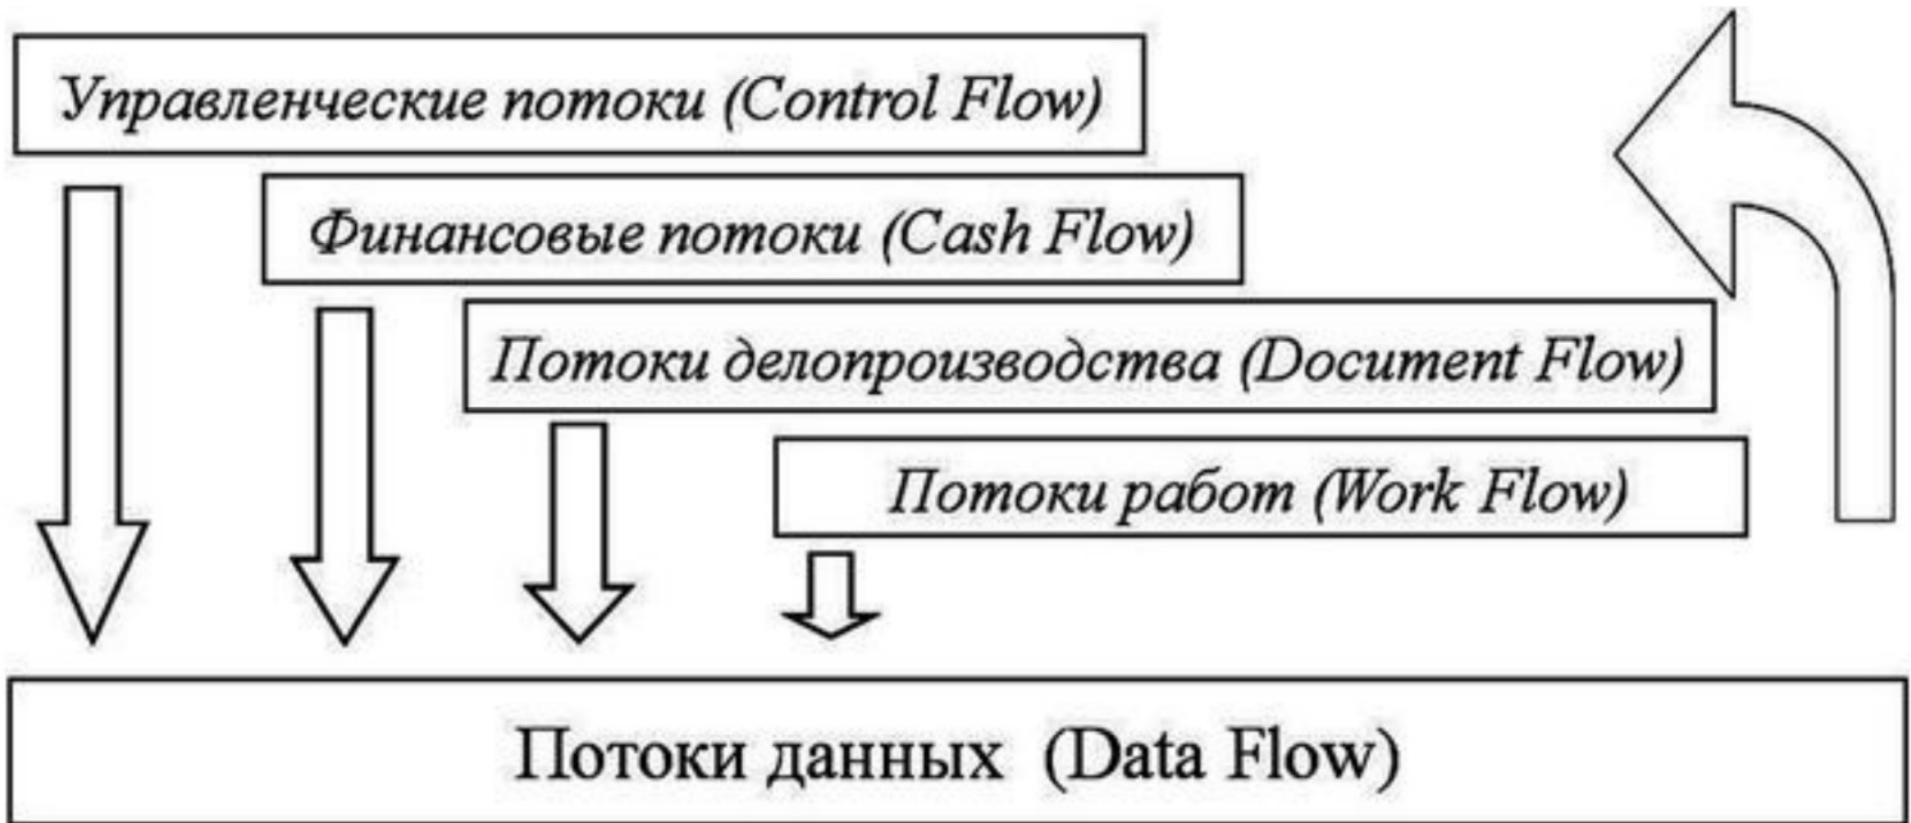 Управленческие потоки (Control Flow)
Финансовые потоки (Cash Flow)
Потоки делопроизводства (Document Flow)
Потоки работ (Work Flow)
Потоки данных (Data Flow)